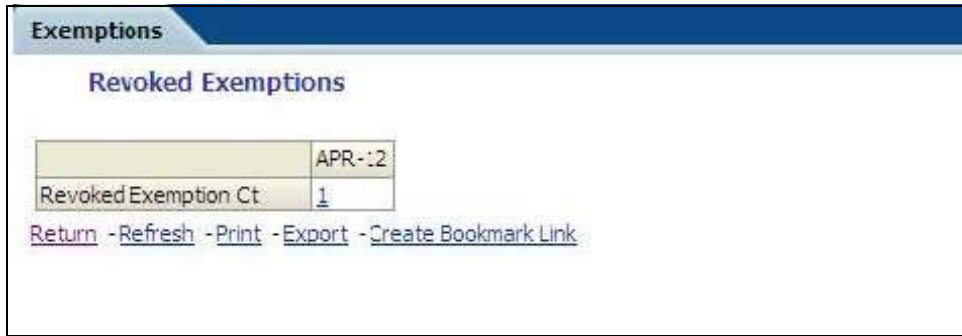 Exemptions
Revoked Exemptions
APR-12
Revoked Exemption Ct 1
Return - Refresh - Print - Export - Create Bookmark Link